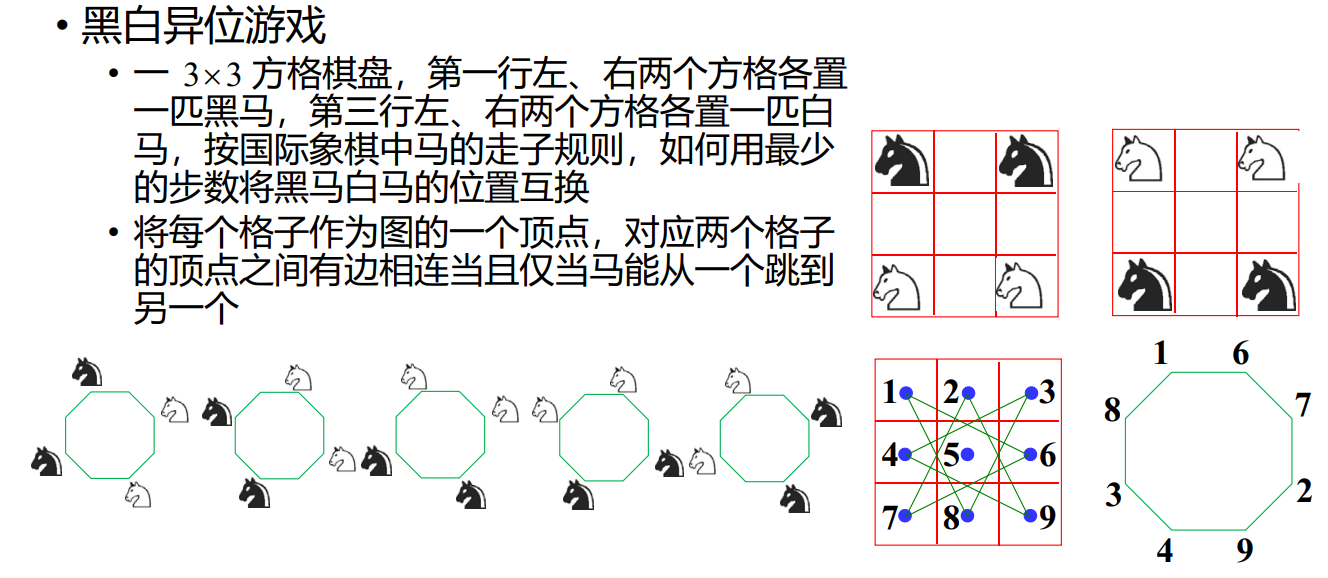 • 黑白异位游戏
• 一 3×3 方格棋盘，第一行左、右两个方格各置
一匹黑马，第三行左、右两个方格各置一匹白
马，按国际象棋中马的走子规则，如何用最少
的步数将黑马白马的位置互换
• 将每个格子作为图的一个顶点，对应两个格子
的顶点之间有边相连当且仅当马能从一个跳到
另一个
1 2 3
4 5 6
7 8 9
1 6
8 7
3 2
4 9